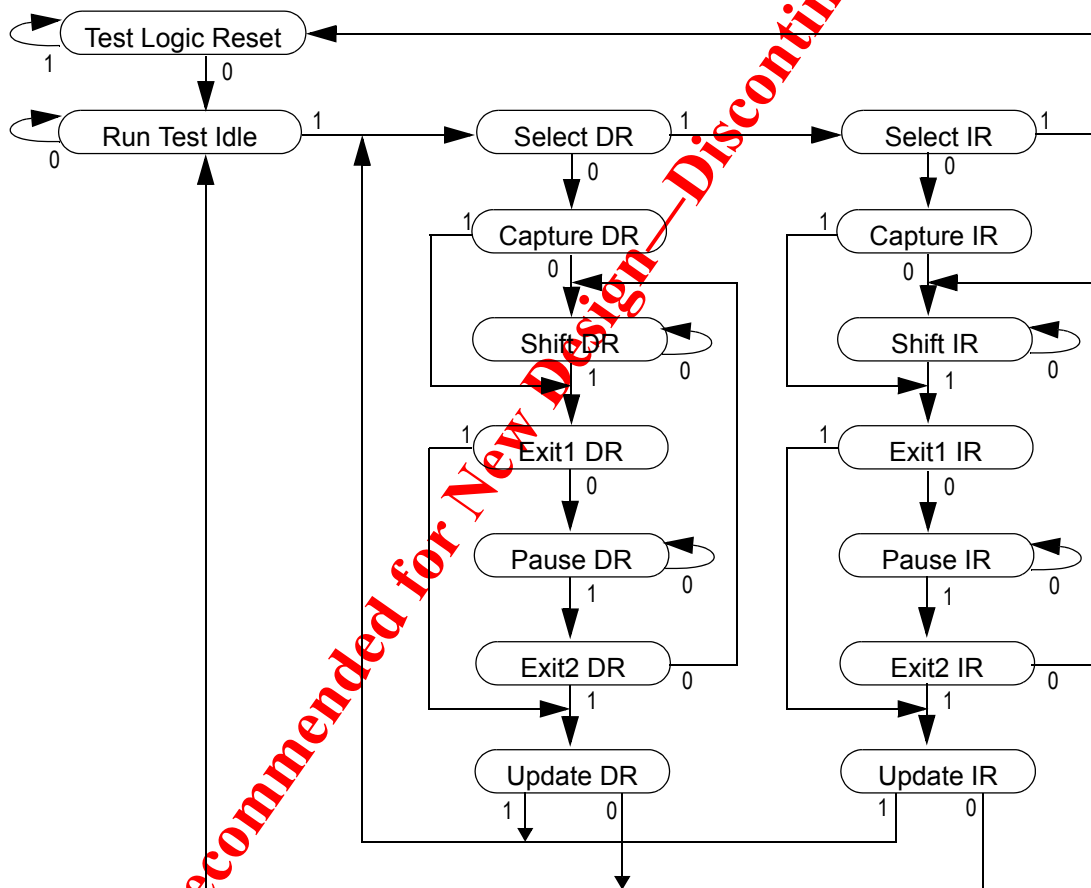 Test Logic Reset
1
0
Run Test Idle
0
1
Select DR
1
0
Select IR
1
0
Capture DR
1
0
Capture IR
1
0
Shift DR
0
1
Shift IR
0
1
Exit1 DR
1
0
Exit1 IR
1
0
Pause DR
0
1
Pause IR
0
1
Exit2 DR
0
1
Exit2 IR
0
1
Update DR
1
0
Update IR
1
0
ecommended for New Design—Discontin